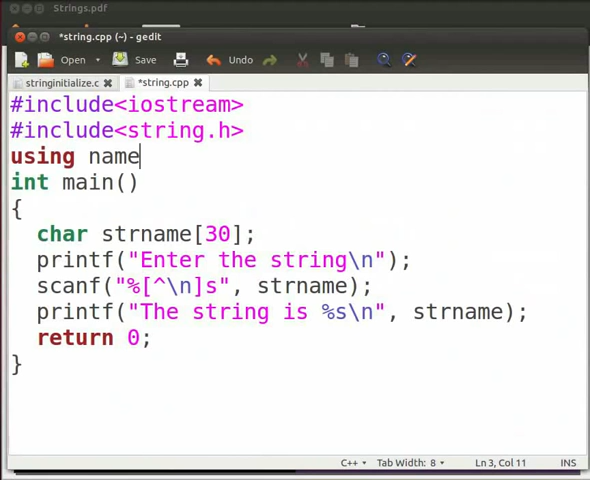 Strings.pdf
*string.cpp (~) - gedit
Open Save Undo
stringinitialize.c *string.cpp
#include<iostream>
#include<string.h>
using name
int main()
{
char strname[30];
printf("Enter the string\n");
scanf("%[^\n]s", strname);
printf("The string is %s\n", strname);
return 0;
}
C++ Tab Width: 8 Ln 3, Col 11 INS